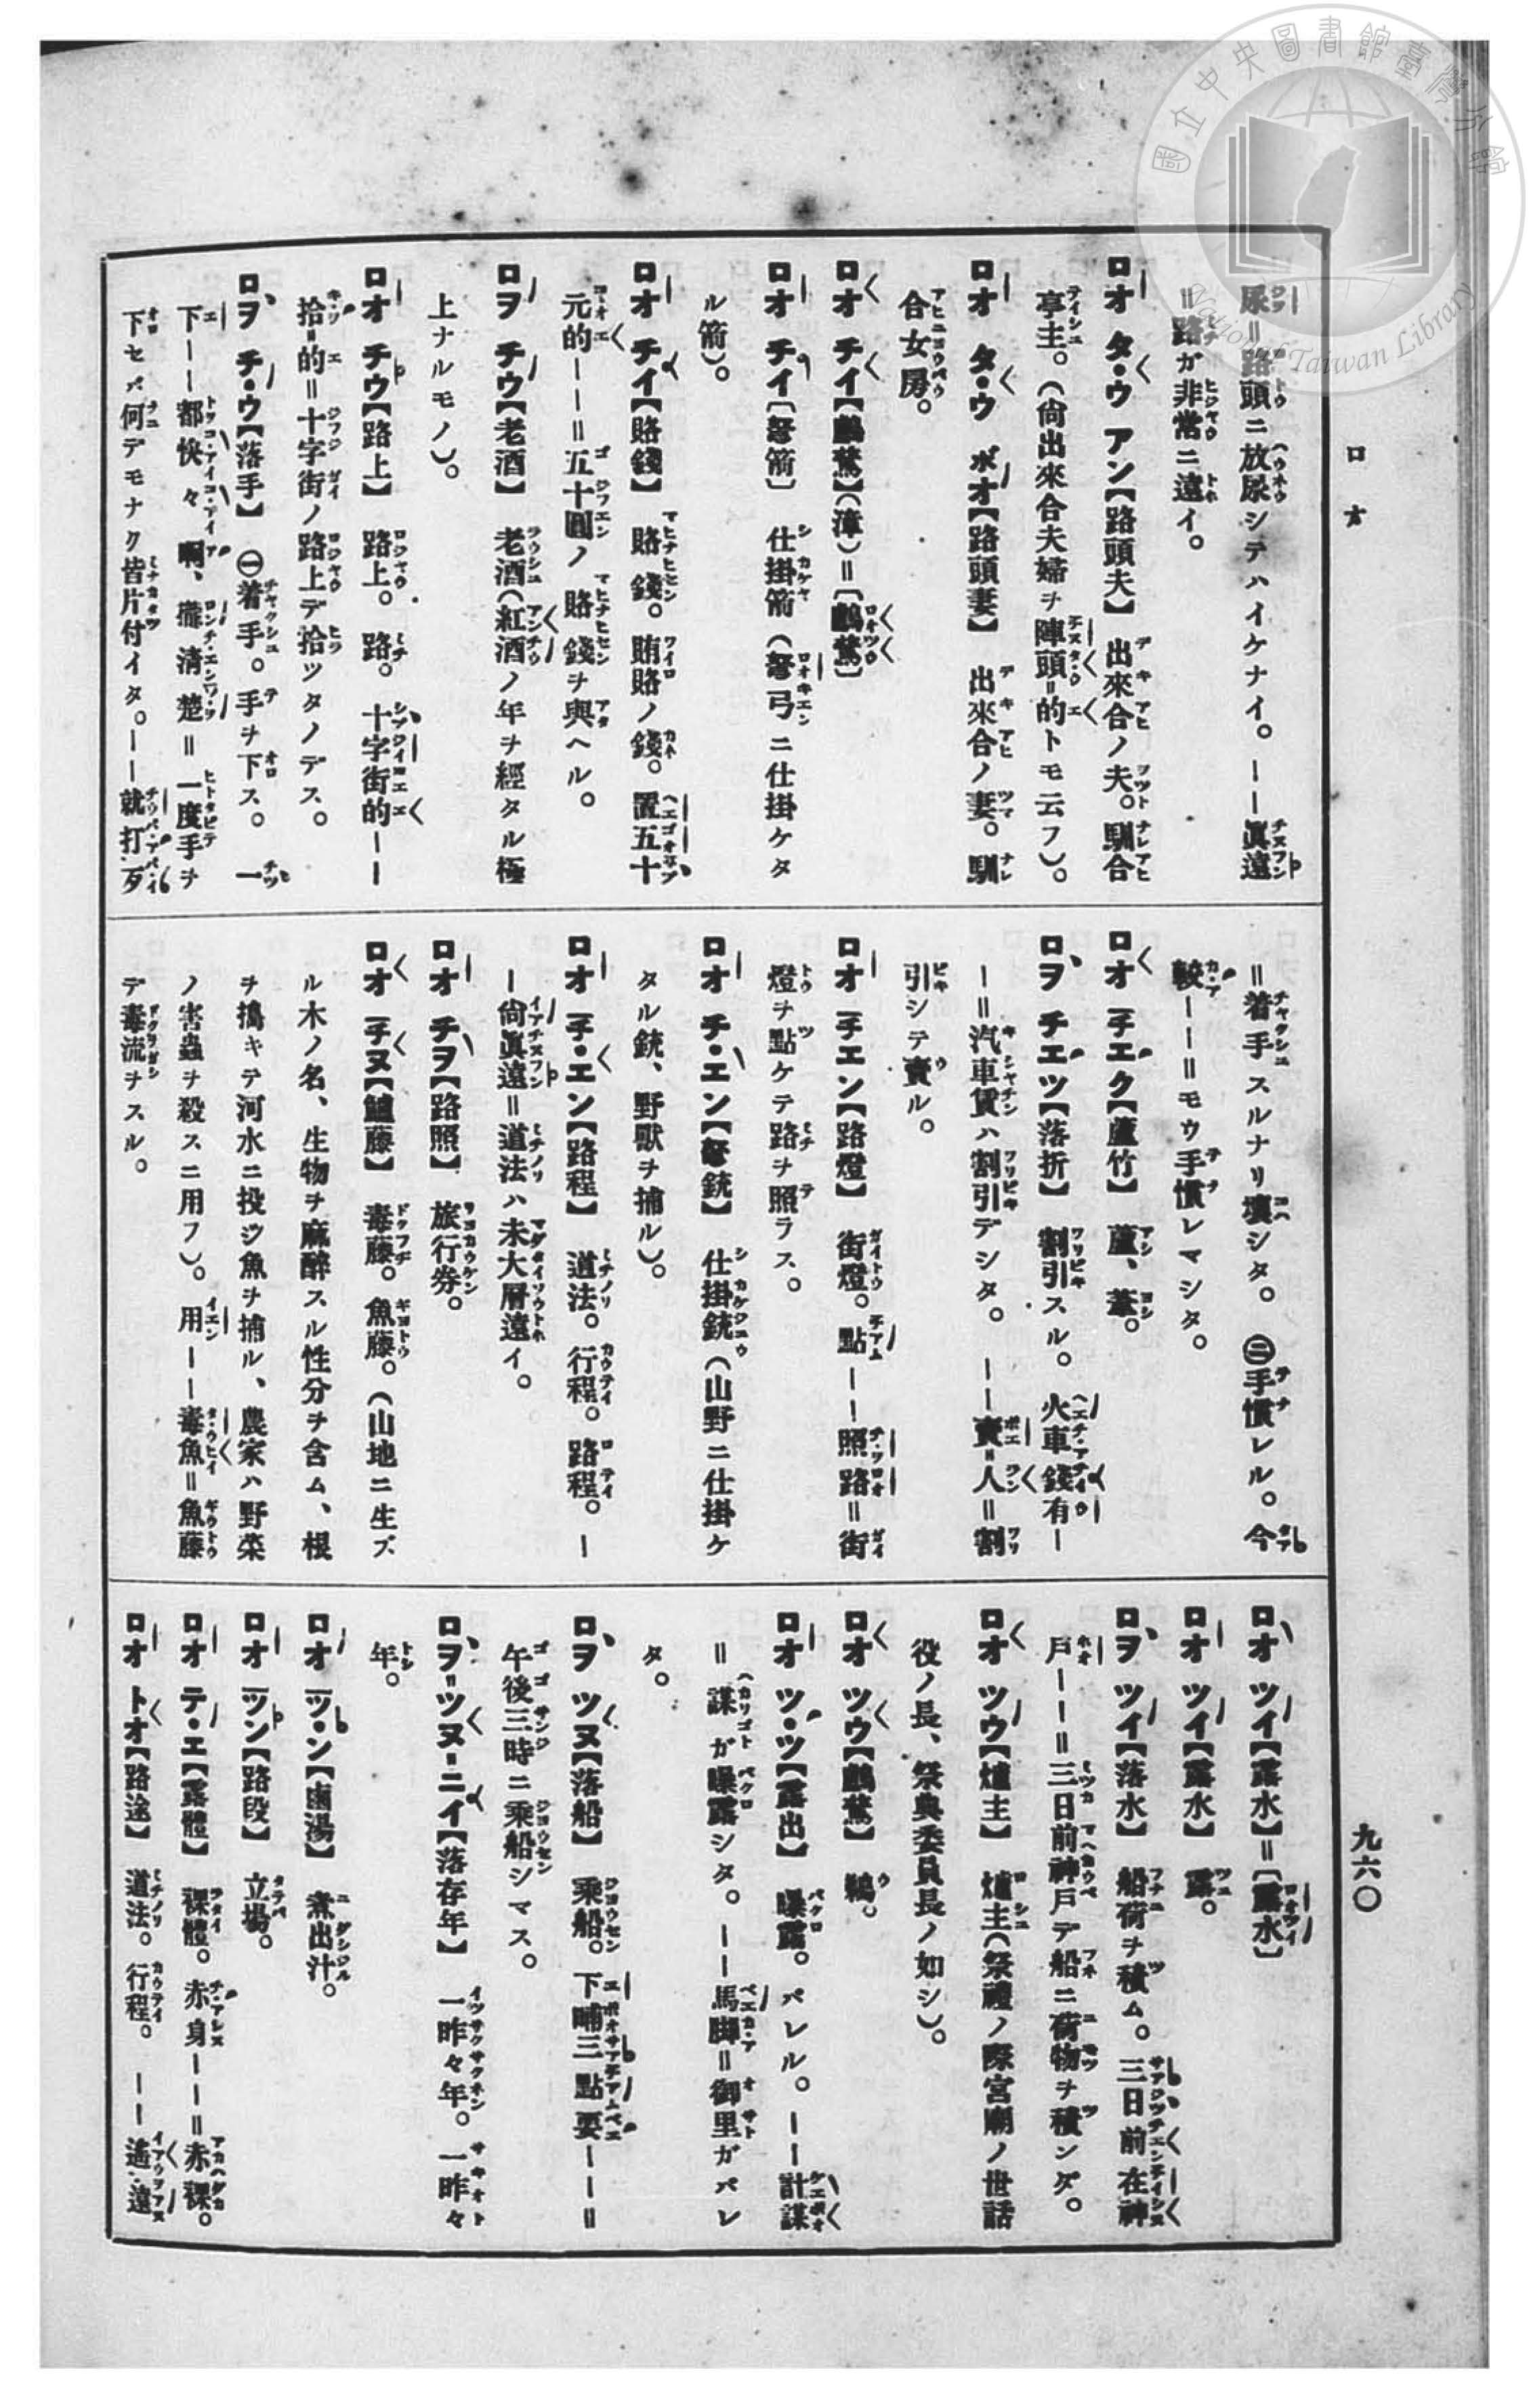 ロオ
九六〇
尿＝路頭ニ放尿シテハイケナイ。——眞遠
＝路ガ非常ニ遠イ。
ロオ タ・ウ アン【路頭夫】 出來合ノ夫。馴合
亭主。（尙出來合夫婦ヲ陣頭＝的トモ云フ）。
ロオ タ・ウ ボオ【路頭妻】 出來合ノ妻。馴
合女房。
ロオ チイ【鸕鶿】（漳）＝〔鸕鶿〕
ロオ チイ〔弩箭〕 仕掛箭（弩弓ニ仕掛ケタ
ル箭）。
ロオ チイ【賂錢】 賂錢。賄賂ノ錢。置五十
元的——＝五十圓ノ賂錢ヲ與ヘル。
ロヲ チウ【老酒】 老酒（紅酒ノ年ヲ經タル極
上ナルモノ）。
ロオ チウ【路上】 路上。路。十字街的——
拾＝的＝十字街ノ路上デ拾ツタノデス。
ロヲ チ・ウ【落手】 ㊀着手。手ヲ下ス。一
下——都快々啊、攏清楚＝一度手ヲ
下セバ何デモナク皆片付イタ。——就打歹
＝着手スルナリ壞シタ。 ㊁手慣レル。今
較——＝モウ手慣レマシタ。
ロオ チエク【蘆竹】 蘆、葦。
ロヲ チエツ【落折】 割引スル。火車錢有—
—＝汽車賃ハ割引デシタ。——賣＝人＝割
引シテ賣ル。
ロオ チエン【路燈】 街燈。點——照路＝街
燈ヲ點ケテ路ヲ照ラス。
ロオ チ・エン【弩銃】 仕掛銃（山野ニ仕掛ケ
タル銃、野獸ヲ捕ル）。
ロオ チ・エン【路程】 道法。行程。路程。—
—尙眞遠＝道法ハ未大層遠イ。
ロオ チヲ【路照】 旅行劵。
ロオ チヌ【鱸藤】 毒藤。魚藤。（山地ニ生ズ
ル木ノ名、生物ヲ麻醉スル性分ヲ含ム、根
ヲ搗キテ河水ニ投ジ魚ヲ捕ル、農家ハ野菜
ノ害蟲ヲ殺スニ用フ）。用——毒魚＝魚藤
デ毒流ヲスル。
ロオ ツイ【露水】＝〔露水〕
ロオ ツイ【露水】 露。
ロヲ ツイ【落水】 船荷ヲ積ム。三日前在神
戶——＝三日前神戶デ船ニ荷物ヲ積ンダ。
ロオ ツウ【爐主】 爐主（祭禮ノ際宮廟ノ世話
役ノ長、祭典委員長ノ如シ）。
ロオ ツウ【鸕鶿】 鵜。
ロオ ツ・ツ【露出】 曝露。バレル。——計謀
＝謀ガ曝露シタ。——馬脚＝御里ガバレ
タ。
ロヲ ツヌ【落船】 乘船。下晡三點要——＝
午後三時ニ乘船シマス。
ロヲ＝ツヌ＝ニイ【落存年】 一昨々年。一昨々
年。
ロオ ツ・ン【鹵湯】 煮出汁。
ロオ ツン【路段】 立場。
ロオ テ・エ【露體】 裸體。赤身——＝赤裸。
ロオ トオ【路途】 道法。行程。——遙遠